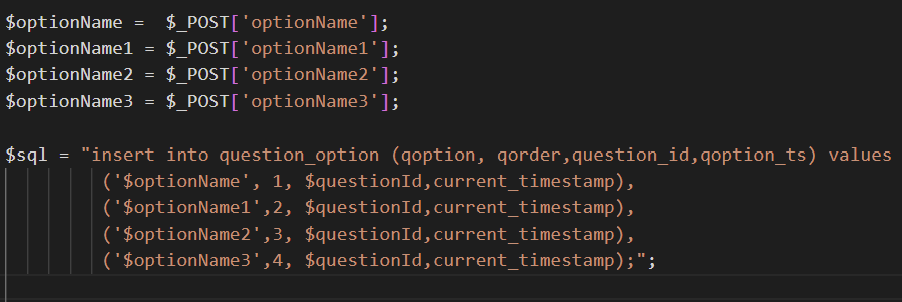 $optionName =  $_POST['optionName'];
$optionName1 = $_POST['optionName1'];
$optionName2 = $_POST['optionName2'];
$optionName3 = $_POST['optionName3'];
$sql = "insert into question_option (qoption, qorder,question_id,qoption_ts) values
('$optionName', 1, $questionId,current_timestamp),
('$optionName1',2, $questionId,current_timestamp),
('$optionName2',3, $questionId,current_timestamp),
('$optionName3',4, $questionId,current_timestamp);";